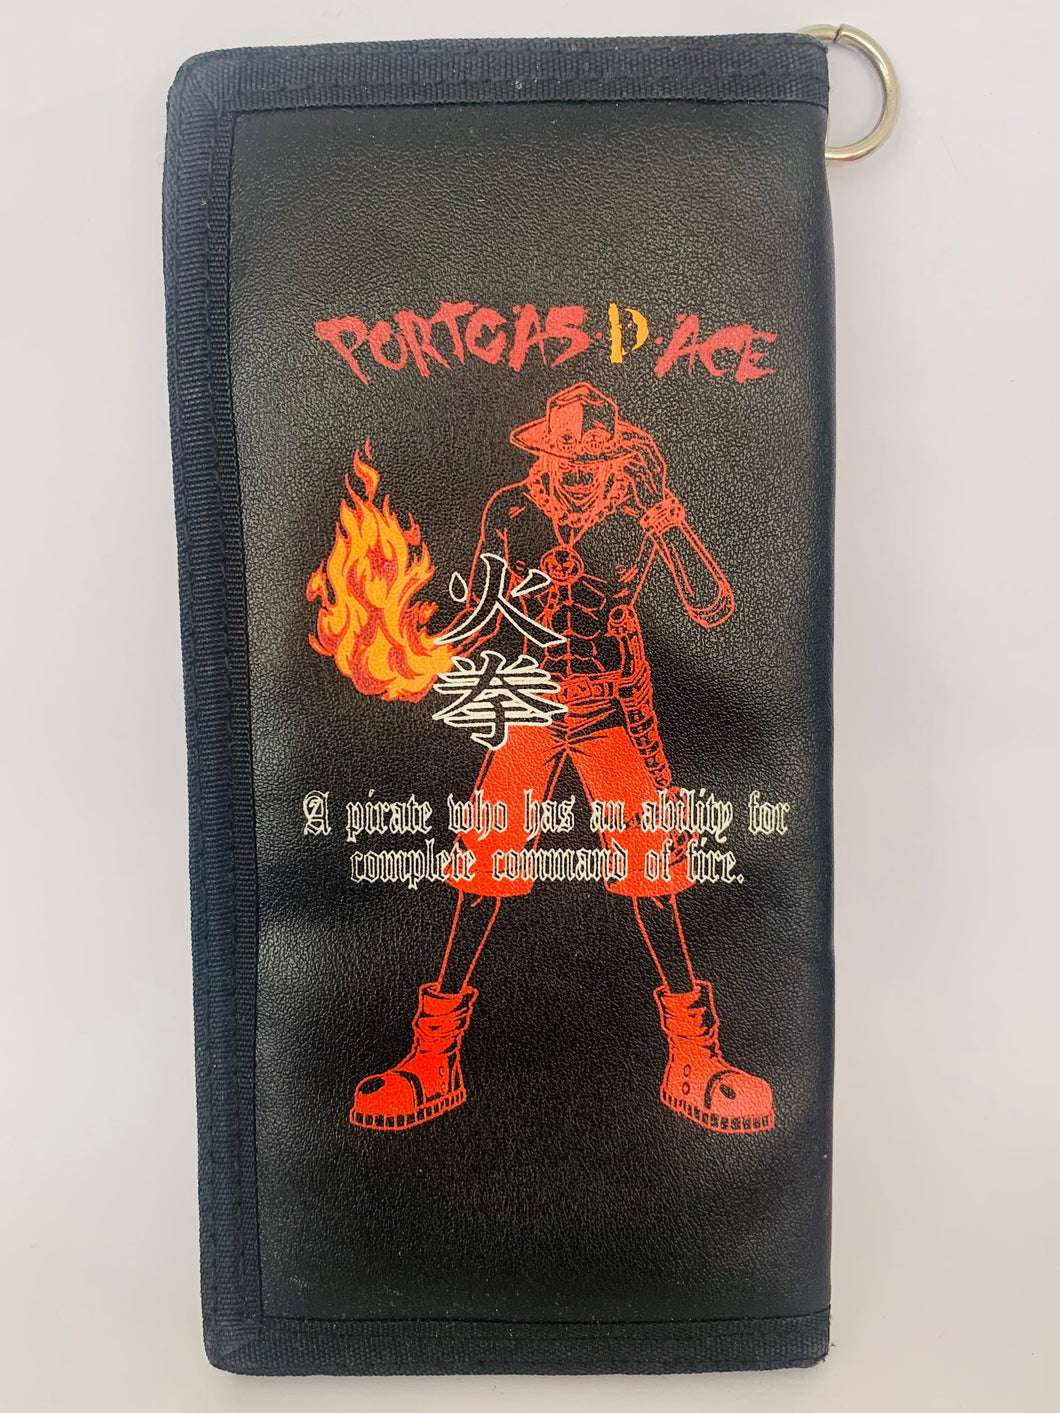 PORTGAS・D・ACE
火
拳
A pirate who has an ability for
complete command of fire.